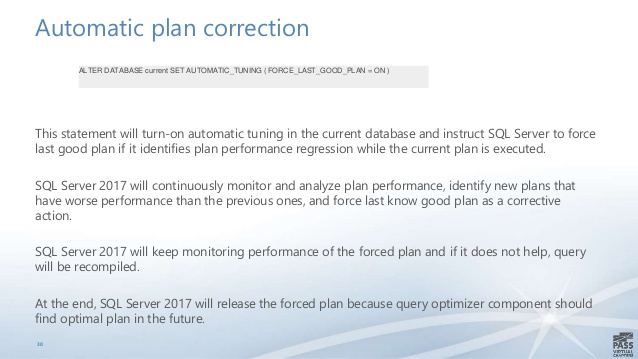 Automatic plan correction
ALTER DATABASE current SET AUTOMATIC_TUNING ( FORCE_LAST_GOOD_PLAN = ON )
This statement will turn-on automatic tuning in the current database and instruct SQL Server to force
last good plan if it identifies plan performance regression while the current plan is executed.
SQL Server 2017 will continuously monitor and analyze plan performance, identify new plans that
have worse performance than the previous ones, and force last know good plan as a corrective
action.
SQL Server 2017 will keep monitoring performance of the forced plan and if it does not help, query
will be recompiled.
At the end, SQL Server 2017 will release the forced plan because query optimizer component should
find optimal plan in the future.
PASS
VIRTUAL
CHAPTERS